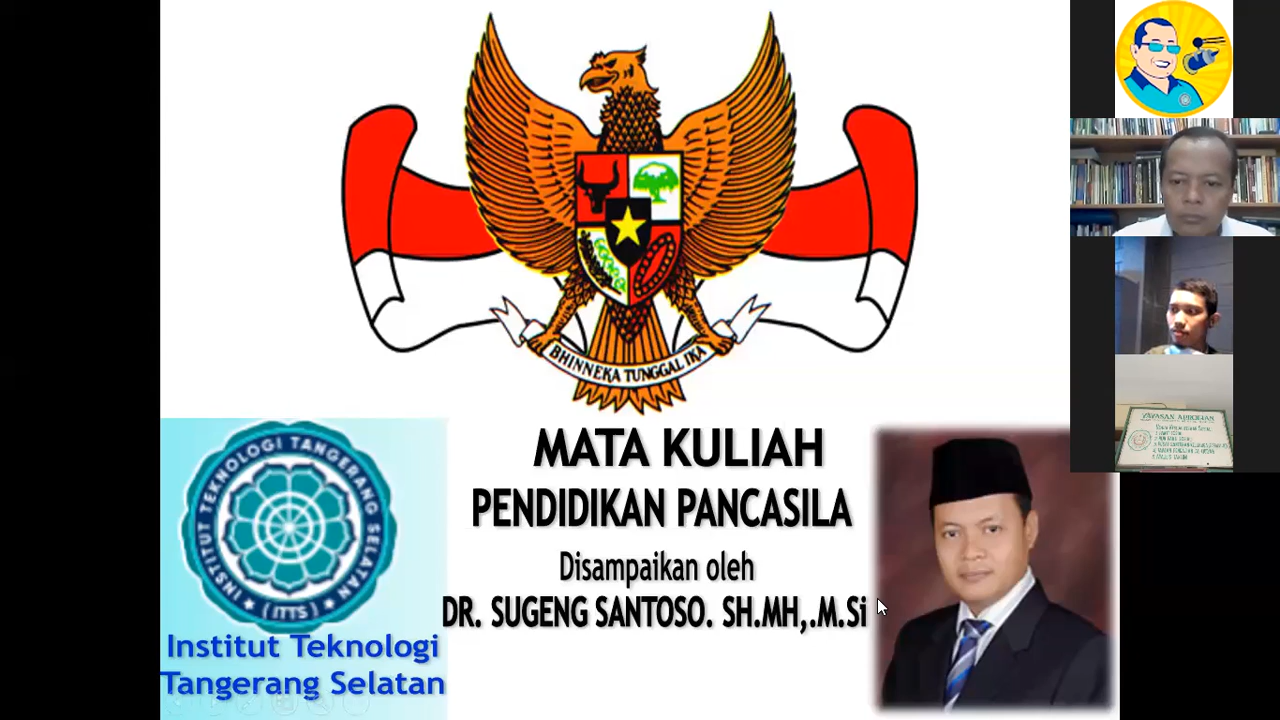 BHINNEKA TUNGGAL IKA
MATA KULIAH
PENDIDIKAN PANCASILA
Disampaikan oleh
DR. SUGENG SANTOSO. SH.MH,.M.Si
INSTITUT TEKNOLOGI TANGERANG SELATAN
(ITTS)
Institut Teknologi
Tangerang Selatan
YAYASAN